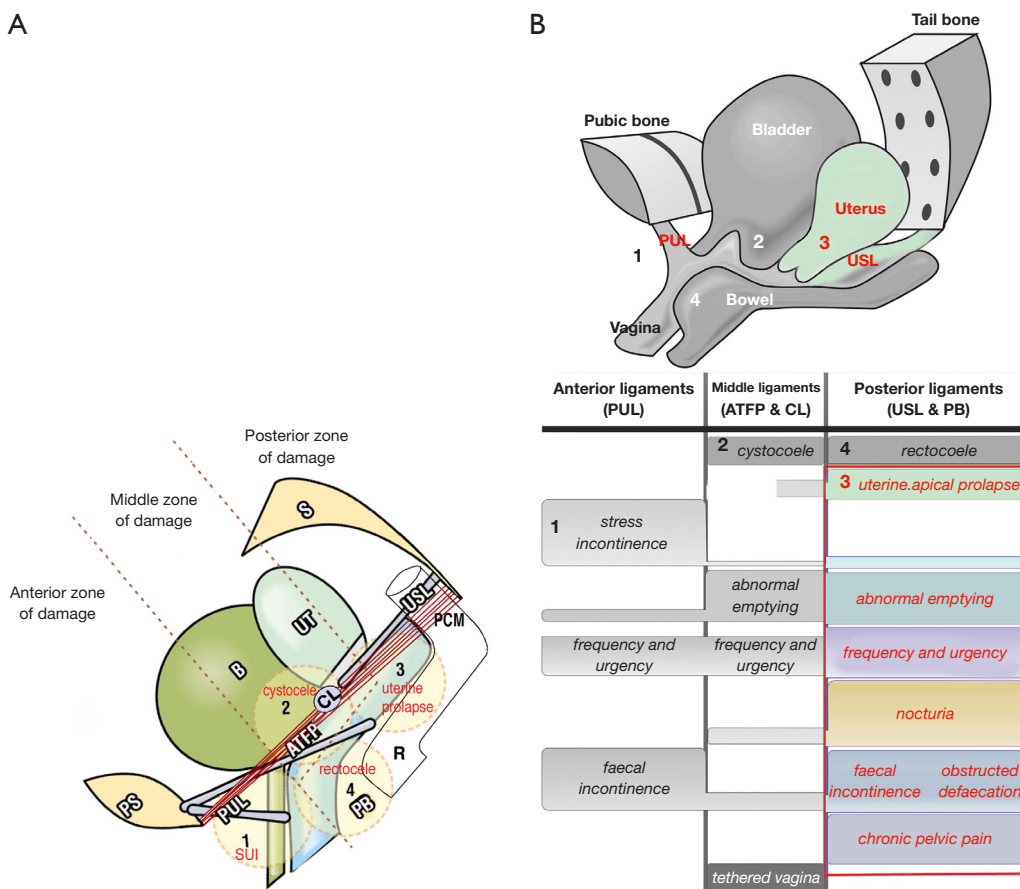 A
Posterior zone
of damage
Middle zone
of damage
Anterior zone
of damage
S
UT
USL
PCM
B
3
uterine
prolapse
cystocele
2
CL
ATFP
R
rectocele
4
PB
PS
PUL
1
SUI
B
Tail bone
Pubic bone
Bladder
Uterus
PUL
1
2
3
USL
4
Bowel
Vagina
Anterior ligaments
(PUL)
Middle ligaments
(ATFP & CL)
Posterior ligaments
(USL & PB)
2 cystocoele
4 rectocoele
3 uterine.apical prolapse
1 stress
incontinence
abnormal
emptying
abnormal emptying
frequency and
urgency
frequency and
urgency
frequency and urgency
nocturia
faecal
incontinence
faecal
incontinence
obstructed
defaecation
chronic pelvic pain
tethered vagina